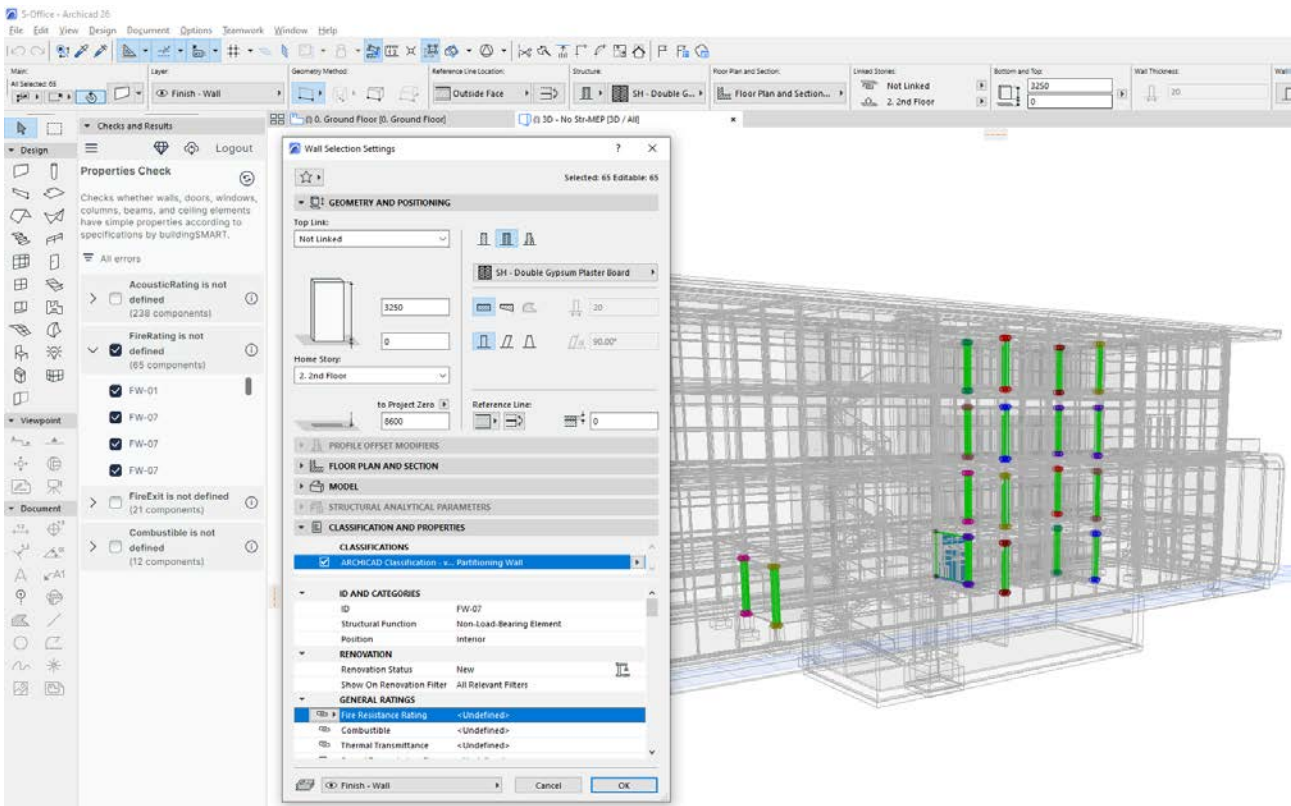 S-Office - Archicad 26
File Edit View Design Document Options Teamwork Window Help
Main:
All Selected: 65
Layer:
Finish - Wall
Geometry Method:
Reference Line Location:
Outside Face
Structure:
SH - Double G...
Floor Plan and Section:
Floor Plan and Section...
Linked Stories:
Not Linked
2. 2nd Floor
Bottom and Top:
3250
0
Wall Thickness:
20
Wall
Checks and Results
(!) 0. Ground Floor [0. Ground Floor]
(!) 3D - No Str-MEP [3D / All]
Design
Viewpoint
Document
A1
Logout
Properties Check
Checks whether walls, doors, windows,
columns, beams, and ceiling elements
have simple properties according to
specifications by buildingSMART.
All errors
AcousticRating is not
defined
(238 components)
FireRating is not
defined
(65 components)
FW-01
FW-07
FW-07
FW-07
FireExit is not defined
(21 components)
Combustible is not
defined
(12 components)
Wall Selection Settings
?
Selected: 65 Editable: 65
GEOMETRY AND POSITIONING
Top Link:
Not Linked
SH - Double Gypsum Plaster Board
3250
20
0
90.00°
Home Story:
2. 2nd Floor
to Project Zero
Reference Line:
8600
0
PROFILE OFFSET MODIFIERS
FLOOR PLAN AND SECTION
MODEL
STRUCTURAL ANALYTICAL PARAMETERS
CLASSIFICATION AND PROPERTIES
CLASSIFICATIONS
ARCHICAD Classification - v... Partitioning Wall
ID AND CATEGORIES
ID FW-07
Structural Function Non-Load-Bearing Element
Position Interior
RENOVATION
Renovation Status New
Show On Renovation Filter All Relevant Filters
GENERAL RATINGS
Fire Resistance Rating <Undefined>
Combustible <Undefined>
Thermal Transmittance <Undefined>
Finish - Wall
Cancel
OK